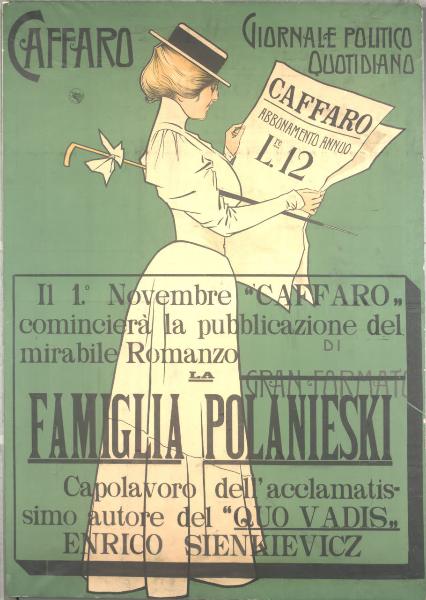 CAFFARO
GIORNALE POLITICO
QUOTIDIANO
CAFFARO
ABBONAMENTO ANNUO
L.RE 12
Il 1.° Novembre "CAFFARO„
comincierà la pubblicazione del
mirabile Romanzo
DI
LA
GRAN FORMATO
FAMIGLIA POLANIESKI
Capolavoro dell'acclamatis-
simo autore del "QUO VADIS„
ENRICO SIENKIEVICZ